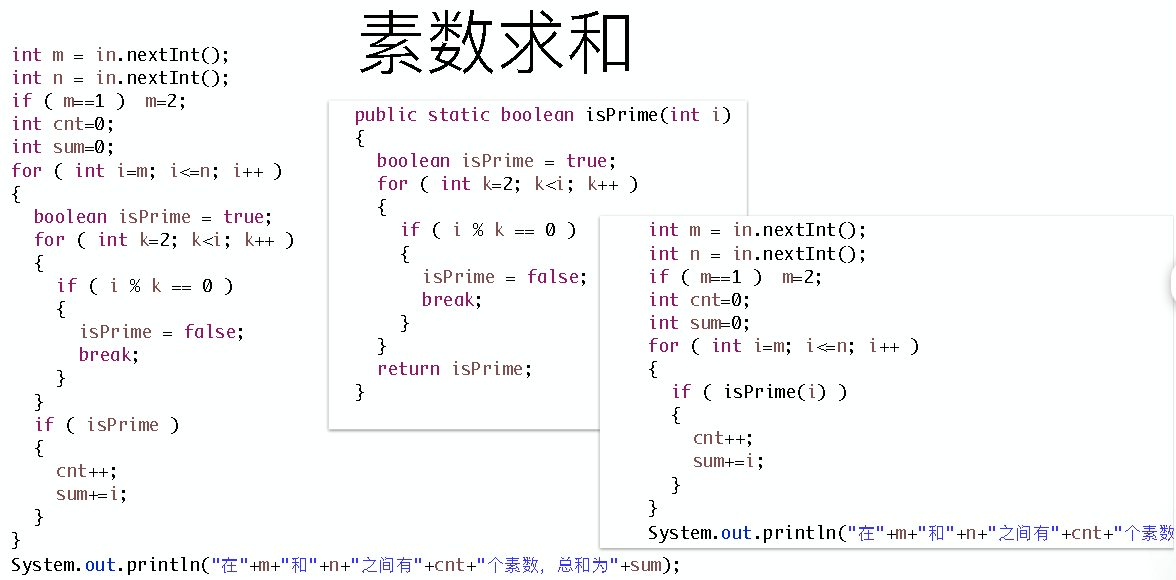 素数求和
int m = in.nextInt();
int n = in.nextInt();
if ( m==1 )  m=2;
int cnt=0;
int sum=0;
for ( int i=m; i<=n; i++ )
{
  boolean isPrime = true;
  for ( int k=2; k<i; k++ )
  {
    if ( i % k == 0 )
    {
      isPrime = false;
      break;
    }
  }
  if ( isPrime )
  {
    cnt++;
    sum+=i;
  }
}
System.out.println("在"+m+"和"+n+"之间有"+cnt+"个素数，总和为"+sum);
public static boolean isPrime(int i)
{
  boolean isPrime = true;
  for ( int k=2; k<i; k++ )
  {
    if ( i % k == 0 )
    {
      isPrime = false;
      break;
    }
  }
  return isPrime;
}
int m = in.nextInt();
int n = in.nextInt();
if ( m==1 )  m=2;
int cnt=0;
int sum=0;
for ( int i=m; i<=n; i++ )
{
  if ( isPrime(i) )
  {
    cnt++;
    sum+=i;
  }
}
System.out.println("在"+m+"和"+n+"之间有"+cnt+"个素数